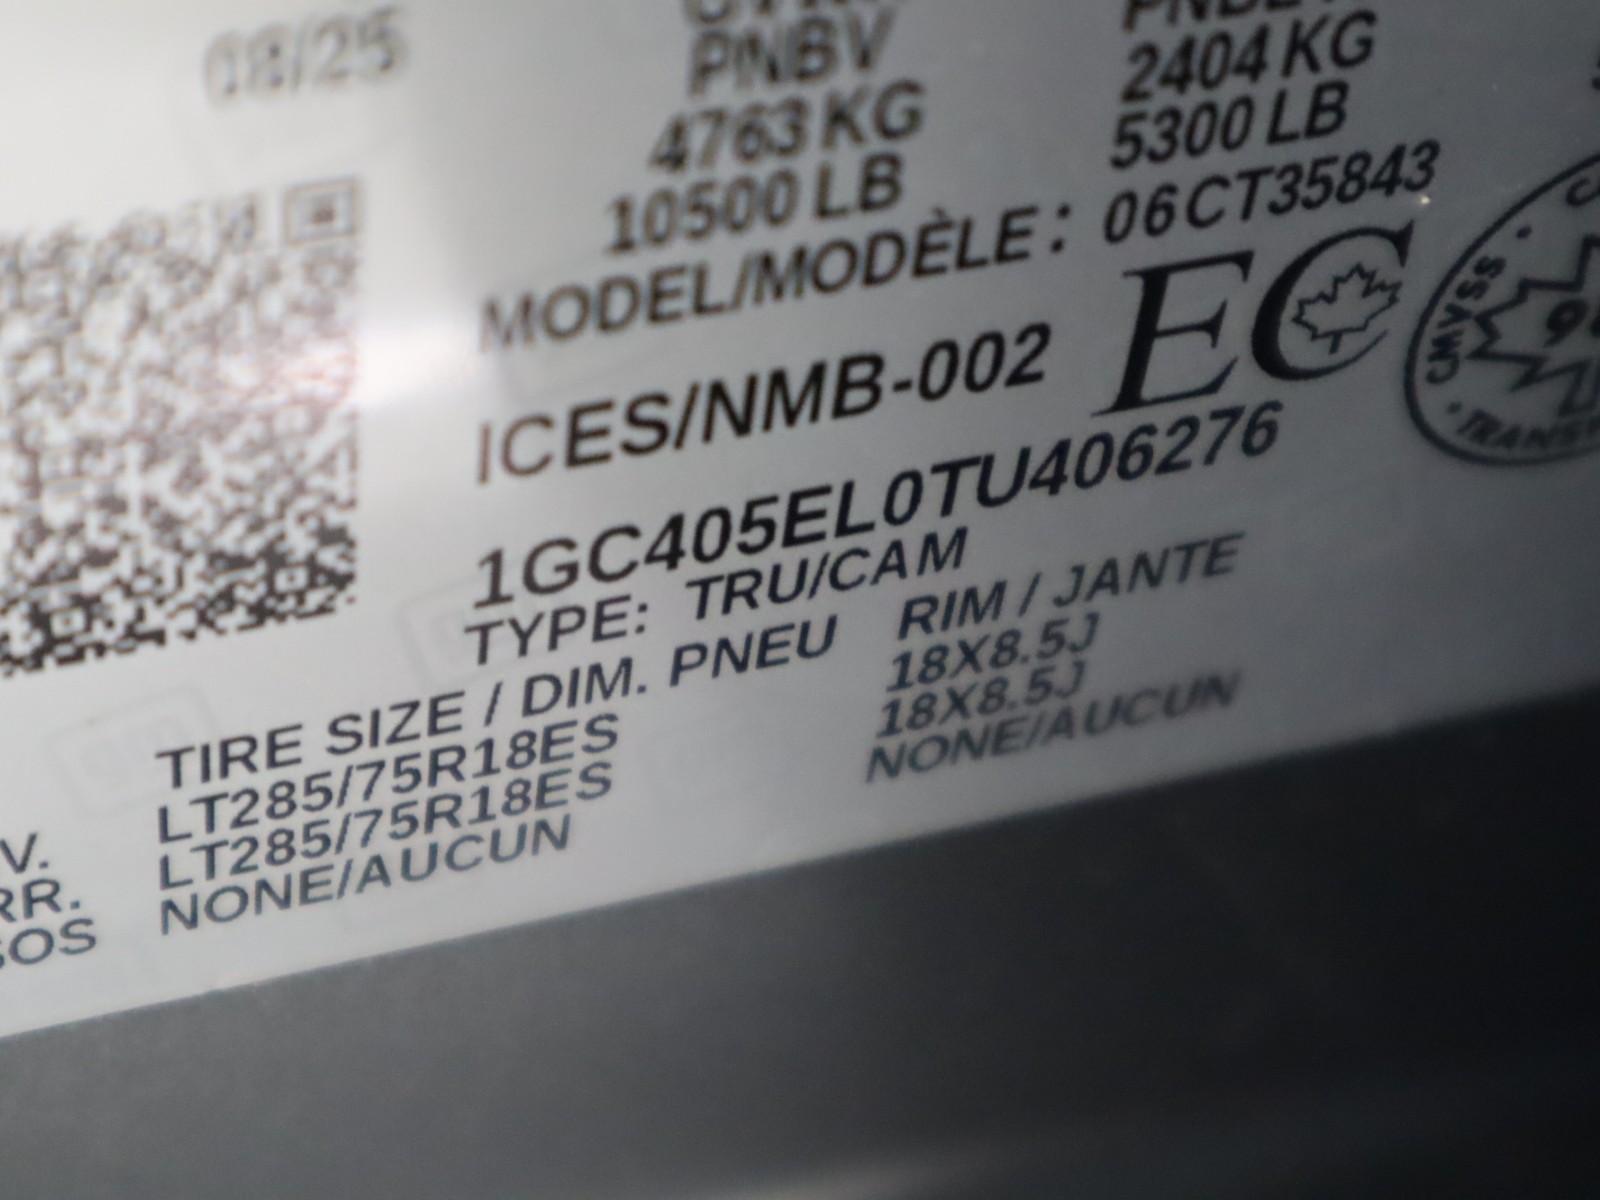 08/25
PNBV
4763 KG
10500 LB
2404 KG
5300 LB
MODEL/MODÈLE: 06CT35843
ICES/NMB-002 EC
CMVSS
1GC405EL0TU406276
TYPE: TRU/CAM
TIRE SIZE / DIM. PNEU RIM / JANTE
V. LT285/75R18ES 18X8.5J
RR. LT285/75R18ES 18X8.5J
SOS NONE/AUCUN NONE/AUCUN